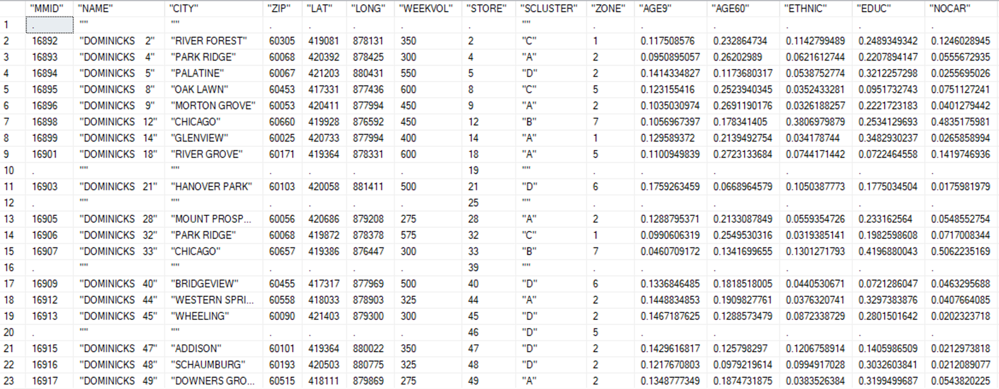 "MMID" "NAME" "CITY" "ZIP" "LAT" "LONG" "WEEKVOL" "STORE" "SCLUSTER" "ZONE" "AGE9" "AGE60" "ETHNIC" "EDUC" "NOCAR"
1 . "" "" . . . . . "" . . . . . .
2 16892 "DOMINICKS 2" "RIVER FOREST" 60305 419081 878131 350 2 "C" 1 0.117508576 0.232864734 0.1142799489 0.2489349342 0.1246028945
3 16893 "DOMINICKS 4" "PARK RIDGE" 60068 420392 878425 300 4 "A" 2 0.0950895057 0.26202989 0.0621612744 0.2207894147 0.0555672935
4 16894 "DOMINICKS 5" "PALATINE" 60067 421203 880431 550 5 "D" 2 0.1414334827 0.1173680317 0.0538752774 0.3212257298 0.0255695026
5 16895 "DOMINICKS 8" "OAK LAWN" 60453 417331 877436 600 8 "C" 5 0.123155416 0.2523940345 0.0352433281 0.0951732743 0.0751127241
6 16896 "DOMINICKS 9" "MORTON GROVE" 60053 420411 877994 450 9 "A" 2 0.1035030974 0.2691190176 0.0326188257 0.2221723183 0.0401279442
7 16898 "DOMINICKS 12" "CHICAGO" 60660 419928 876592 450 12 "B" 7 0.1056967397 0.178341405 0.3806979879 0.2534129693 0.4835175981
8 16899 "DOMINICKS 14" "GLENVIEW" 60025 420733 877994 400 14 "A" 1 0.129589372 0.2139492754 0.034178744 0.3482930237 0.0265858994
9 16901 "DOMINICKS 18" "RIVER GROVE" 60171 419364 878331 600 18 "A" 5 0.1100949839 0.2723133684 0.0744171442 0.0722464558 0.1419746936
10 . "" "" . . . . 19 "" . . . . . .
11 16903 "DOMINICKS 21" "HANOVER PARK" 60103 420058 881411 500 21 "D" 6 0.1759263459 0.0668964579 0.1050387773 0.1775034504 0.0175981979
12 . "" "" . . . . 25 "" . . . . . .
13 16905 "DOMINICKS 28" "MOUNT PROSP... 60056 420686 879208 275 28 "A" 2 0.1288795371 0.2133087849 0.0559354726 0.233162564 0.0548552754
14 16906 "DOMINICKS 32" "PARK RIDGE" 60068 419872 878378 575 32 "C" 1 0.0990606319 0.2549530316 0.0319385141 0.1982598608 0.0717008344
15 16907 "DOMINICKS 33" "CHICAGO" 60657 419386 876447 300 33 "B" 7 0.0460709172 0.1341699655 0.1301271793 0.4196880043 0.5062235169
16 . "" "" . . . . 39 "" . . . . . .
17 16909 "DOMINICKS 40" "BRIDGEVIEW" 60455 417317 877969 500 40 "D" 6 0.1336846485 0.1818518005 0.0440530671 0.0721286047 0.0463295688
18 16912 "DOMINICKS 44" "WESTERN SPRI... 60558 418033 878903 325 44 "A" 2 0.1448834853 0.1909827761 0.0376320741 0.3297383876 0.0407664085
19 16913 "DOMINICKS 45" "WHEELING" 60090 421403 879300 300 45 "D" 2 0.1467187625 0.1288573479 0.0872338729 0.2801501642 0.0202323718
20 . "" "" . . . . 46 "D" 5 . . . . .
21 16915 "DOMINICKS 47" "ADDISON" 60101 419364 880022 350 47 "D" 2 0.1429616817 0.125798297 0.1206758914 0.1405986509 0.0212973818
22 16916 "DOMINICKS 48" "SCHAUMBURG" 60193 420503 880775 325 48 "D" 2 0.1217670803 0.0979219614 0.0994917028 0.3032603841 0.0212089077
23 16917 "DOMINICKS 49" "DOWNERS GRO... 60515 418111 879869 275 49 "A" 2 0.1348777349 0.1874731875 0.0383526384 0.3199499687 0.0543820225